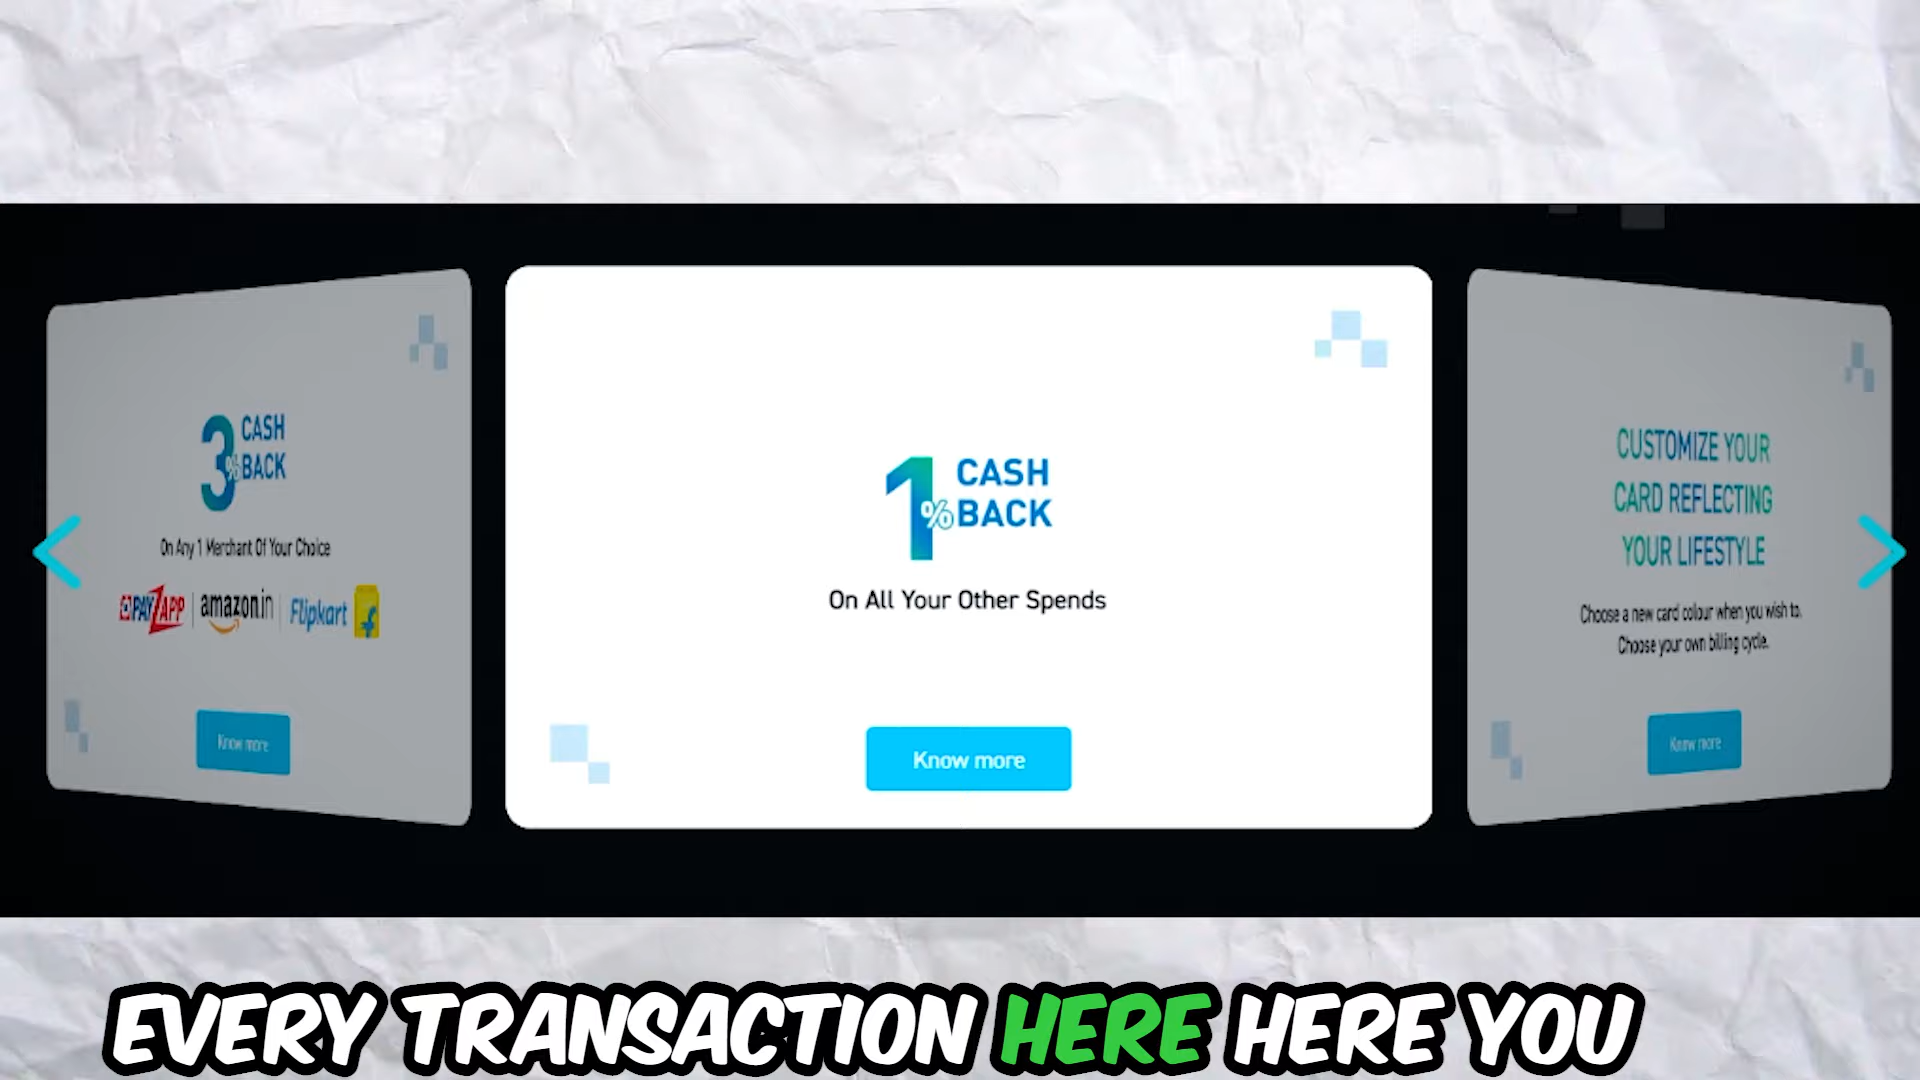 3% CASH BACK
On Any 1 Merchant Of Your Choice
PAYZAPP | amazon.in | Flipkart
Know more
1% CASH BACK
On All Your Other Spends
Know more
CUSTOMIZE YOUR
CARD REFLECTING
YOUR LIFESTYLE
Choose a new card colour when you wish to.
Choose your own billing cycle.
Know more
EVERY TRANSACTION HERE HERE YOU